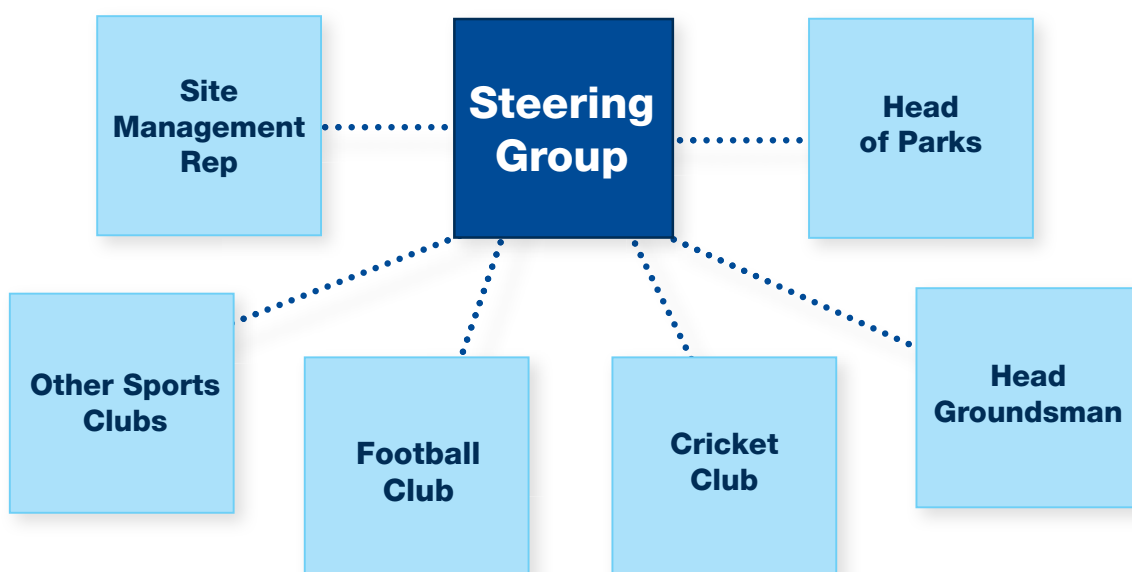 Site
Management
Rep
Steering
Group
Head
of Parks
Other Sports
Clubs
Football
Club
Cricket
Club
Head
Groundsman